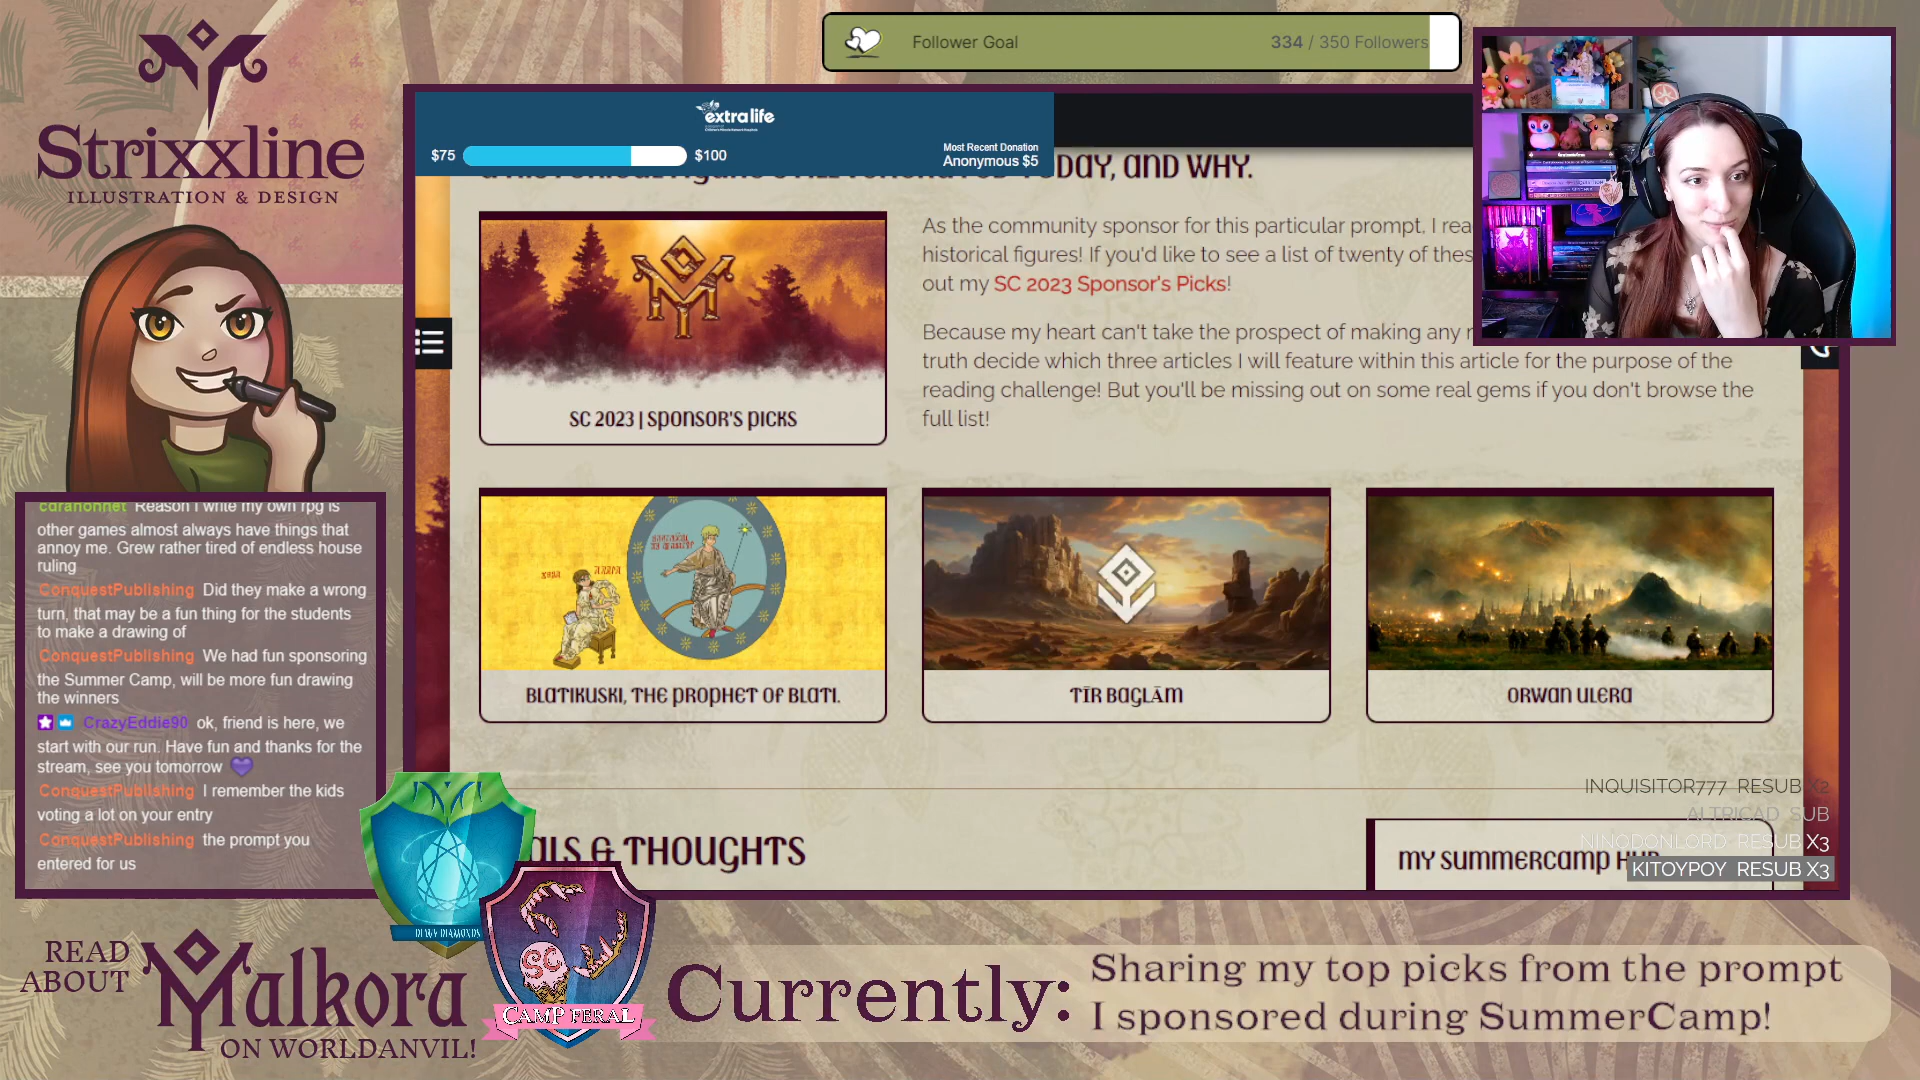 Strixxline
ILLUSTRATION & DESIGN
Follower Goal
334 / 350 Followers
extra life
$75
$100
Most Recent Donation
Anonymous $5
DAY, AND WHY.
As the community sponsor for this particular prompt, I rea
historical figures! If you'd like to see a list of twenty of thes
out my SC 2023 Sponsor's Picks!
Because my heart can't take the prospect of making any
truth decide which three articles I will feature within this article for the purpose of the
reading challenge! But you'll be missing out on some real gems if you don't browse the
full list!
SC 2023 | SPONSOR'S PICKS
BLATIKUSKI, THE PROPHET OF BLATI.
TĪR BAGLĀM
ORWAN ULERA
& THOUGHTS
MY SUMMERCAMP
INQUISITOR777 RESUB X2
ALTRICAD SUB
NINODONLORD RESUB X3
KITOYPOY RESUB X3
cdrahonnet Reason I write my own rpg is
other games almost always have things that
annoy me. Grew rather tired of endless house
ruling
ConquestPublishing Did they make a wrong
turn, that may be a fun thing for the students
to make a drawing of
ConquestPublishing We had fun sponsoring
the Summer Camp, will be more fun drawing
the winners
CrazyEddie90 ok, friend is here, we
start with our run. Have fun and thanks for the
stream, see you tomorrow
ConquestPublishing I remember the kids
voting a lot on your entry
ConquestPublishing the prompt you
entered for us
DEWY DIAMONDS
SC
CAMP FERAL
READ
ABOUT
Malkora
ON WORLDANVIL!
Currently:
Sharing my top picks from the prompt
I sponsored during SummerCamp!